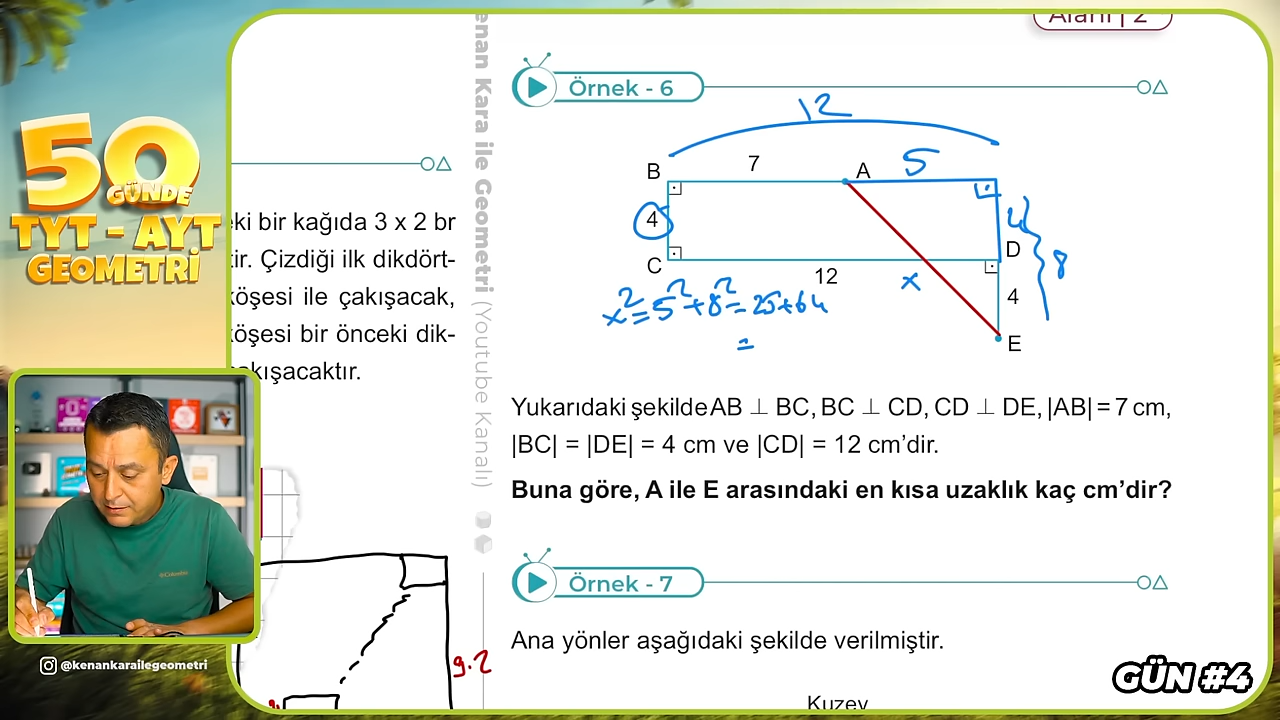 50
GÜNDE
TYT - AYT
GEOMETRİ
eki bir kağıda 3 x 2 br
tir. Çizdiği ilk dikdört-
köşesi ile çakışacak,
köşesi bir önceki dik-
akışacaktır.
9.2
@kenankarailegeometri
enan Kara ile Geometri (Youtube Kanalı)
Alanı | 2
Örnek - 6
12
B 7 A 5
4 4
C 12 D 8
x 4
E
x² = 5² + 8² = 25 + 64
=
Yukarıdaki şekilde AB ⊥ BC, BC ⊥ CD, CD ⊥ DE, |AB| = 7 cm,
|BC| = |DE| = 4 cm ve |CD| = 12 cm’dir.
Buna göre, A ile E arasındaki en kısa uzaklık kaç cm’dir?
Örnek - 7
Ana yönler aşağıdaki şekilde verilmiştir.
Kuzey
GÜN #4